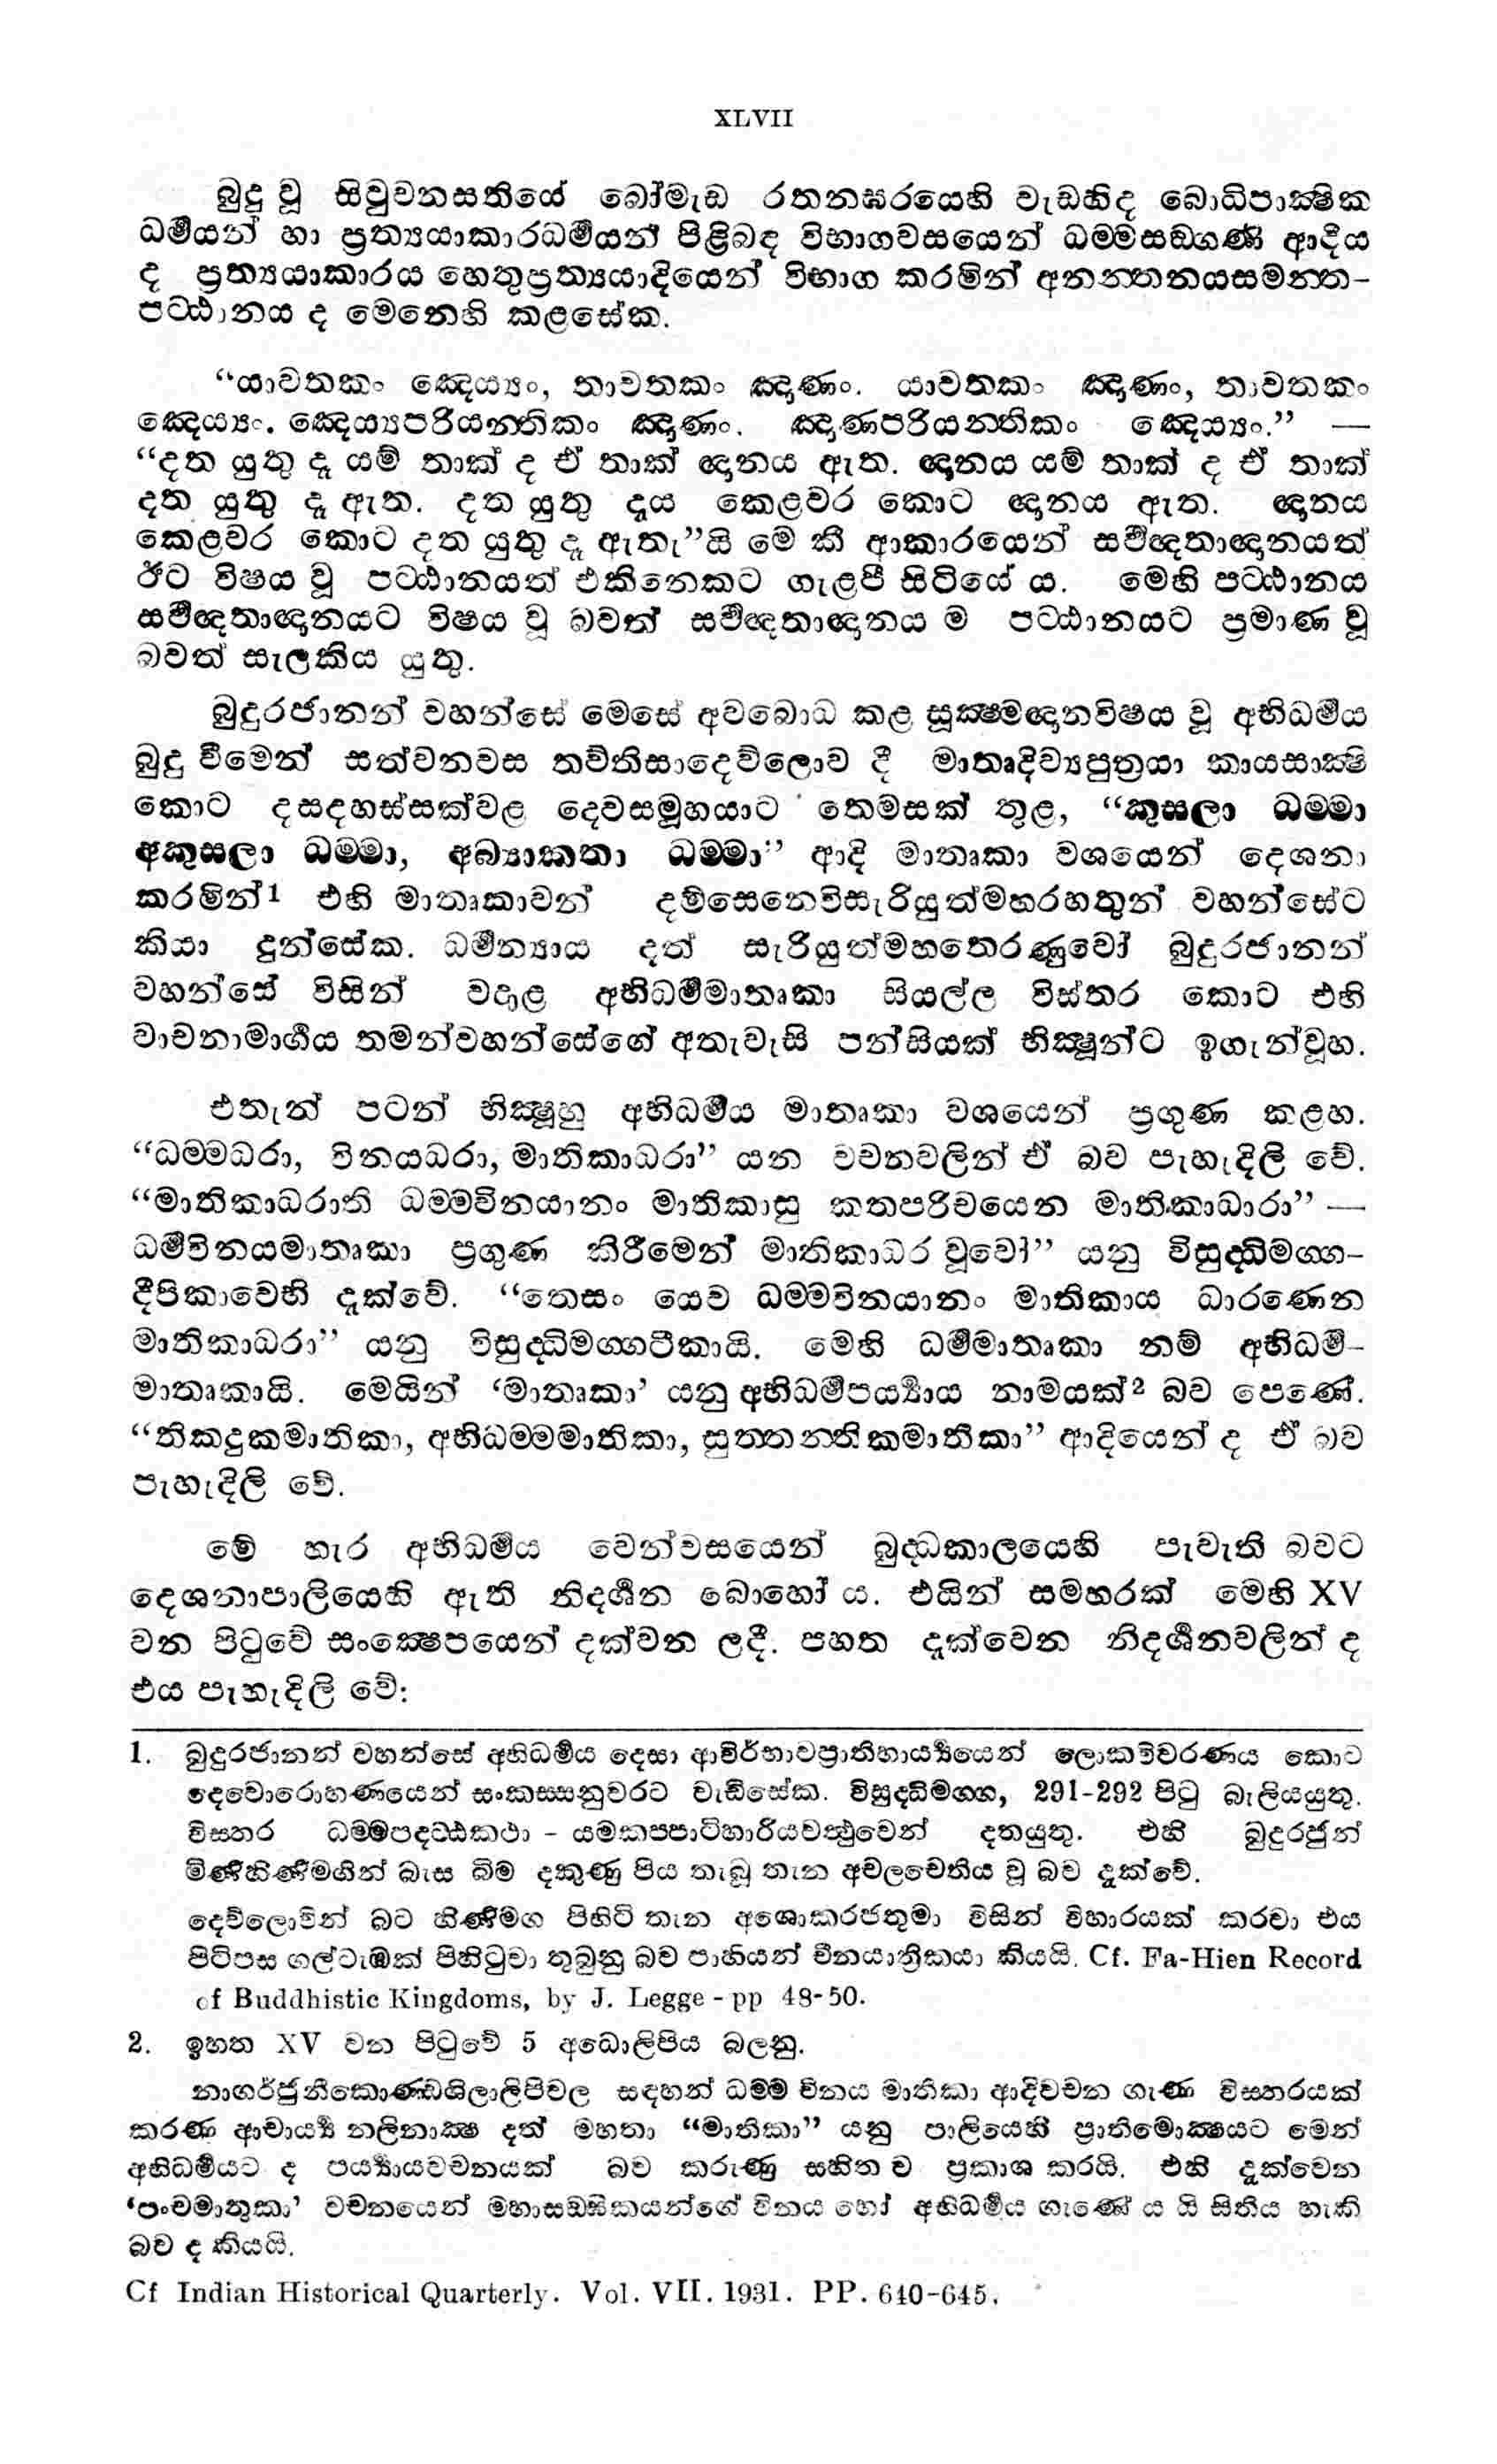 XLVII
බුදු වූ සිවුවනසතියේ බෝමැඩ රතනඝරයෙහි වැඩහිද බොධිපාක්‍ෂික
ධර්‍මයන් හා ප්‍රත්‍යයාකාරධර්‍මයන් පිළිබඳ විභාගවසයෙන් ධම්මසඞ්ගණි ආදිය
ද ප්‍රත්‍යයාකාරය හෙතුප්‍රත්‍යයාදියෙන් විභාග කරමින් අනන්තනයසමන්ත-
පට්ඨානය ද මෙනෙහි කළසේක.
“යාවතකං ඤෙය්‍යං, තාවතකං ඤාණං. යාවතකං ඤාණං, තාවතකං
ඤෙය්‍යං. ඤෙය්‍යපරියන්තිකං ඤාණං. ඤාණපරියන්තිකං ඤෙය්‍යං.” —
“දත යුතු දෑ යම් තාක් ද ඒ තාක් ඥානය ඇත. ඥානය යම් තාක් ද ඒ තාක්
දත යුතු දෑ ඇත. දත යුතු දෑය කෙළවර කොට ඥානය ඇත. ඥානය
කෙළවර කොට දත යුතු දෑ ඇතැ”යි මෙ කී ආකාරයෙන් සර්‍වඥතාඥානයත්
ඊට විෂය වූ පට්ඨානයත් එකිනෙකට ගැළපී සිටියේ ය. මෙහි පට්ඨානය
සර්‍වඥතාඥානයට විෂය වූ බවත් සර්‍වඥතාඥානය ම පට්ඨානයට ප්‍රමාණ වූ
බවත් සැලකිය යුතු.
බුදුරජානන් වහන්සේ මෙසේ අවබොධ කළ සූක්‍ෂ්මඥානවිෂය වූ අභිධර්‍මය
බුදු වීමෙන් සත්වනවස තව්තිසාදෙව්ලොව දී මාතෘදිව්‍යපුත්‍රයා කායසාක්‍ෂි
කොට දසදහස්සක්වළ දෙවසමූහයාට තෙමසක් තුළ, “කුසලා ධම්මා
අකුසලා ධම්මා, අබ්‍යාකතා ධම්මා” ආදි මාතෘකා වශයෙන් දෙශනා
කරමින්1 එහි මාතෘකාවන් දම්සෙනෙවිසැරියුත්මහරහතුන් වහන්සේට
කියා දුන්සේක. ධර්‍මන්‍යාය දත් සැරියුත්මහතෙරණුවෝ බුදුරජානන්
වහන්සේ විසින් වදාළ අභිධර්‍මමාතෘකා සියල්ල විස්තර කොට එහි
වාචනාමාර්‍ගය තමන්වහන්සේගේ අතැවැසි පන්සියක් භික්‍ෂූන්ට ඉගැන්වූහ.
එතැන් පටන් භික්‍ෂූහු අභිධර්‍මය මාතෘකා වශයෙන් ප්‍රගුණ කළහ.
“ධම්මධරා, විනයධරා, මාතිකාධරා” යන වචනවලින් ඒ බව පැහැදිලි වේ.
“මාතිකාධරාති ධම්මවිනයානං මාතිකාසු කතපරිචයෙන මාතිකාධාරා” —
ධර්‍මවිනයමාතෘකා ප්‍රගුණ කිරීමෙන් මාතිකාධර වූවෝ” යනු විසුද්ධිමග්ග-
දීපිකාවෙහි දැක්වේ. “තෙසං යෙව ධම්මවිනයානං මාතිකාය ධාරණෙන
මාතිකාධරා” යනු විසුද්ධිමග්ගටීකායි. මෙහි ධර්‍මමාතෘකා නම් අභිධර්‍ම-
මාතෘකායි. මෙයින් ‘මාතෘකා’ යනු අභිධර්‍මපර්‍ය්‍යාය නාමයක්2 බව පෙණේ.
“තිකදුකමාතිකා, අභිධම්මමාතිකා, සුත්තන්තිකමාතිකා” ආදියෙන් ද ඒ බව
පැහැදිලි වේ.
මේ හැර අභිධර්‍මය වෙන්වසයෙන් බුද්ධකාලයෙහි පැවැති බවට
දෙශනාපාලියෙහි ඇති නිදර්‍ශන බොහෝ ය. එයින් සමහරක් මෙහි XV
වන පිටුවේ සංක්‍ෂෙපයෙන් දක්වන ලදී. පහත දැක්වෙන නිදර්‍ශනවලින් ද
එය පැහැදිලි වේ:
1. බුදුරජානන් වහන්සේ අභිධර්‍මය දෙසා ආවිර්භාවප්‍රාතිහාර්‍ය්‍යයෙන් ලොකවිවරණය කොට
දෙවොරොහණයෙන් සංකස්සනුවරට වැඩිසේක. විසුද්ධිමග්ග, 291-292 පිටු බැලියයුතු.
විස්තර ධම්මපදට්ඨකථා - යමකප්පාටිහාරියවත්‍ථුවෙන් දතයුතු. එහි බුදුරජුන්
මිණිහිණිමගින් බැස බිම දකුණු පිය තැබූ තැන අචලචෙතිය වූ බව දැක්වේ.
දෙව්ලොවින් බට හිණිමග පිහිටි තැන අශොකරජතුමා විසින් විහාරයක් කරවා එය
පිටිපස ගල්ටැඹක් පිහිටුවා තුබුනු බව පාහියන් චීනයාත්‍රිකයා කියයි. Cf. Fa-Hien Record
of Buddhistic Kingdoms, by J. Legge - pp 48-50.
2. ඉහත XV වන පිටුවේ 5 අධොලිපිය බලනු.
නාගර්ජුනිකොණ්ඩශිලාලිපිවල සඳහන් ධම්ම විනය මාතිකා ආදිවචන ගැණ විස්තරයක්
කරණ ආචාර්‍ය්‍ය නලිනාක්‍ෂ දත් මහතා “මාතිකා” යනු පාලියෙහි ප්‍රාතිමොක්‍ෂයට මෙන්
අභිධර්‍මයට ද පර්‍ය්‍යායවචනයක් බව කරුණු සහිත ව ප්‍රකාශ කරයි. එහි දැක්වෙන
‘පංචමාතුකා’ වචනයෙන් මහාසඞ්ඝිකයන්ගේ විනය හෝ අභිධර්‍මය ගැණේ ය යි සිතිය හැකි
බව ද කියයි.
Cf Indian Historical Quarterly. Vol. VII. 1931. PP. 640-645.